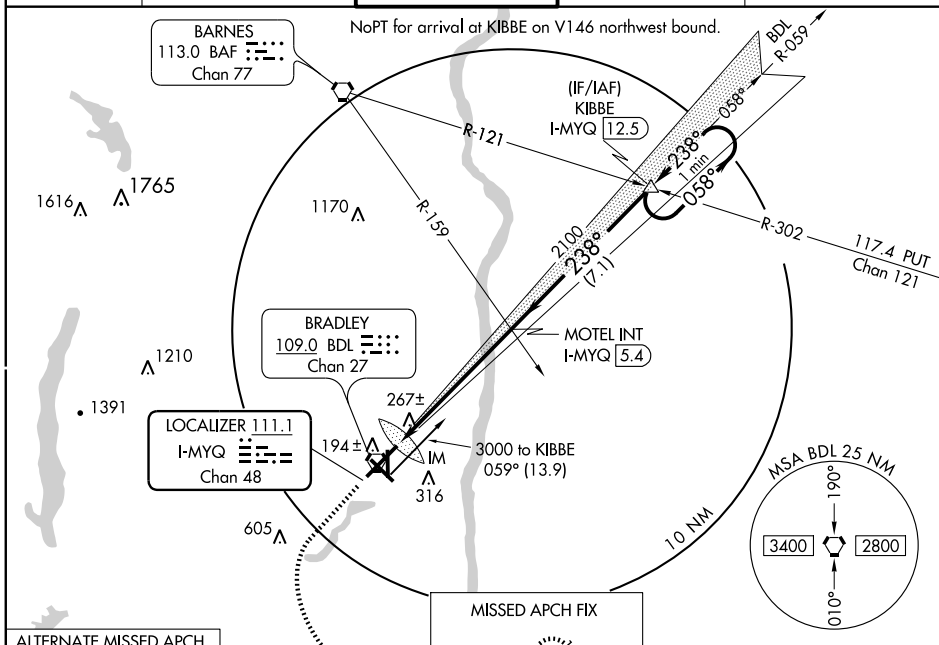 NoPT for arrival at KIBBE on V146 northwest bound.
BARNES
113.0 BAF
Chan 77
BDL
R-059
(IF/IAF)
KIBBE
I-MYQ 12.5
058°
238°
1 min
058°
R-121
R-159
R-302
117.4 PUT
Chan 121
1616
1765
1170
2100
238°
(7.1)
MOTEL INT
I-MYQ 5.4
BRADLEY
109.0 BDL
Chan 27
1210
1391
267±
LOCALIZER 111.1
I-MYQ
Chan 48
194±
IM
3000 to KIBBE
059° (13.9)
316
605
10 NM
MSA BDL 25 NM
190°
3400
2800
010°
MISSED APCH FIX
ALTERNATE MISSED APCH